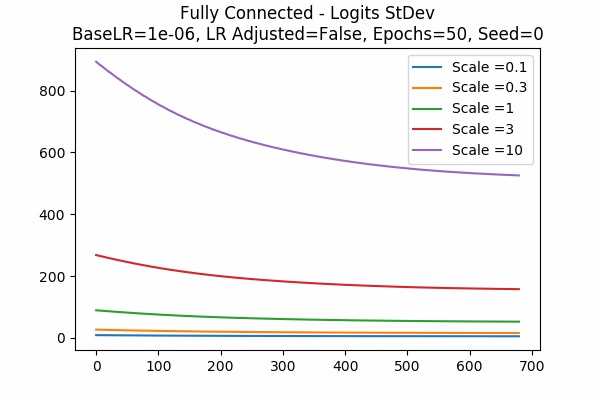 Fully Connected - Logits StDev
BaseLR=1e-06, LR Adjusted=False, Epochs=50, Seed=0
Scale =0.1
Scale =0.3
Scale =1
Scale =3
Scale =10
800
600
400
200
0
0 100 200 300 400 500 600 700